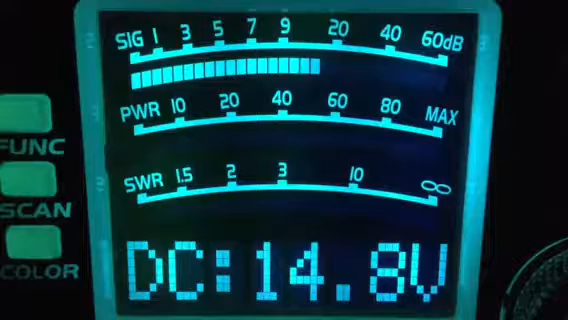 SIG 1 3 5 7 9 20 40 60dB
PWR 10 20 40 60 80 MAX
FUNC
SWR 1.5 2 3 10 ∞
SCAN
COLOR
DC:14.8V